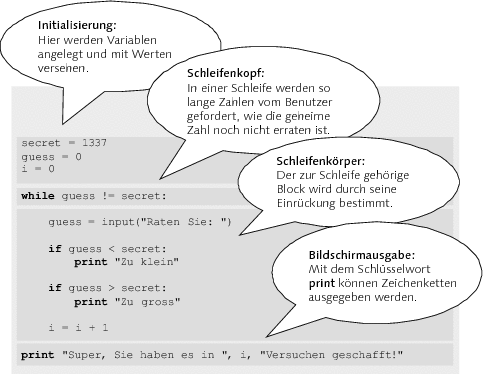 Initialisierung:
Hier werden Variablen
angelegt und mit Werten
versehen.
Schleifenkopf:
In einer Schleife werden so
lange Zahlen vom Benutzer
gefordert, wie die geheime
Zahl noch nicht erraten ist.
secret = 1337
guess = 0
i = 0
Schleifenkörper:
Der zur Schleife gehörige
Block wird durch seine
Einrückung bestimmt.
while guess != secret:
guess = input("Raten Sie: ")
if guess < secret:
print "Zu klein"
Bildschirmausgabe:
Mit dem Schlüsselwort
print können Zeichenketten
ausgegeben werden.
if guess > secret:
print "Zu gross"
i = i + 1
print "Super, Sie haben es in ", i, "Versuchen geschafft!"